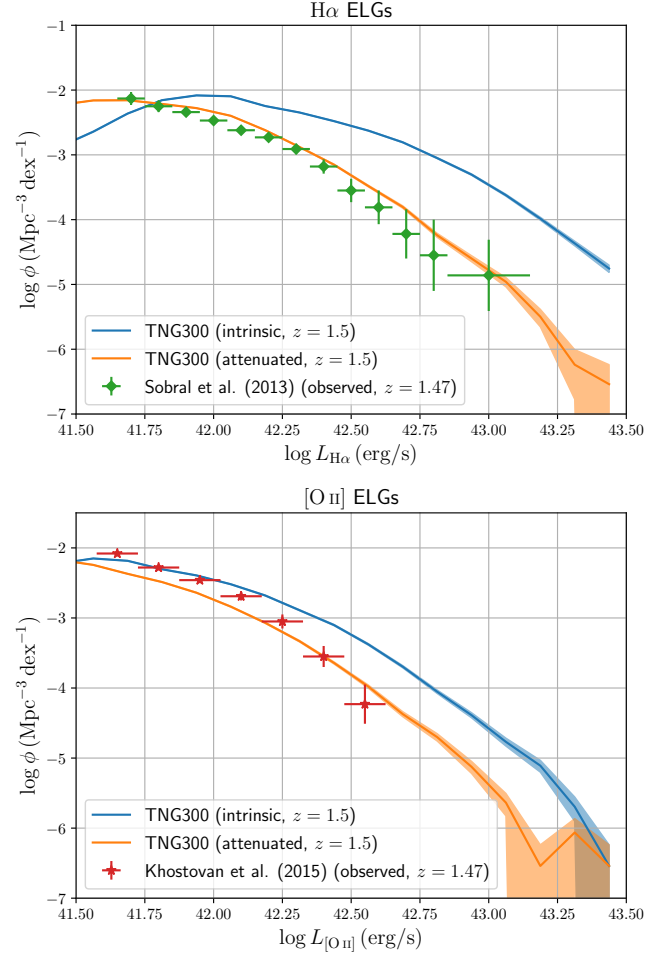 Hα ELGs
−1
−2
−3
−4
−5
−6
−7
log ϕ (Mpc⁻³ dex⁻¹)
TNG300 (intrinsic, z = 1.5)
TNG300 (attenuated, z = 1.5)
Sobral et al. (2013) (observed, z = 1.47)
41.50 41.75 42.00 42.25 42.50 42.75 43.00 43.25 43.50
log L_Hα (erg/s)
[O II] ELGs
−2
−3
−4
−5
−6
−7
log ϕ (Mpc⁻³ dex⁻¹)
TNG300 (intrinsic, z = 1.5)
TNG300 (attenuated, z = 1.5)
Khostovan et al. (2015) (observed, z = 1.47)
41.50 41.75 42.00 42.25 42.50 42.75 43.00 43.25 43.50
log L_[O II] (erg/s)